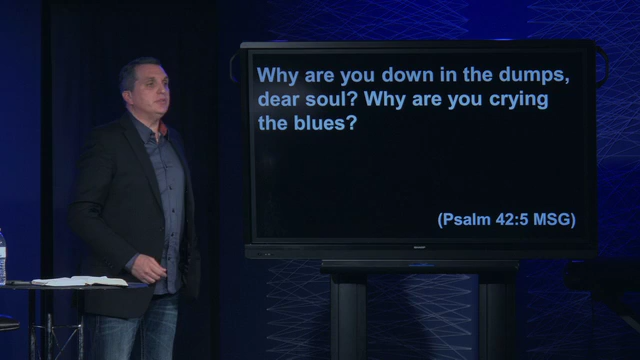 Why are you down in the dumps,
dear soul? Why are you crying
the blues?
(Psalm 42:5 MSG)
SHARP